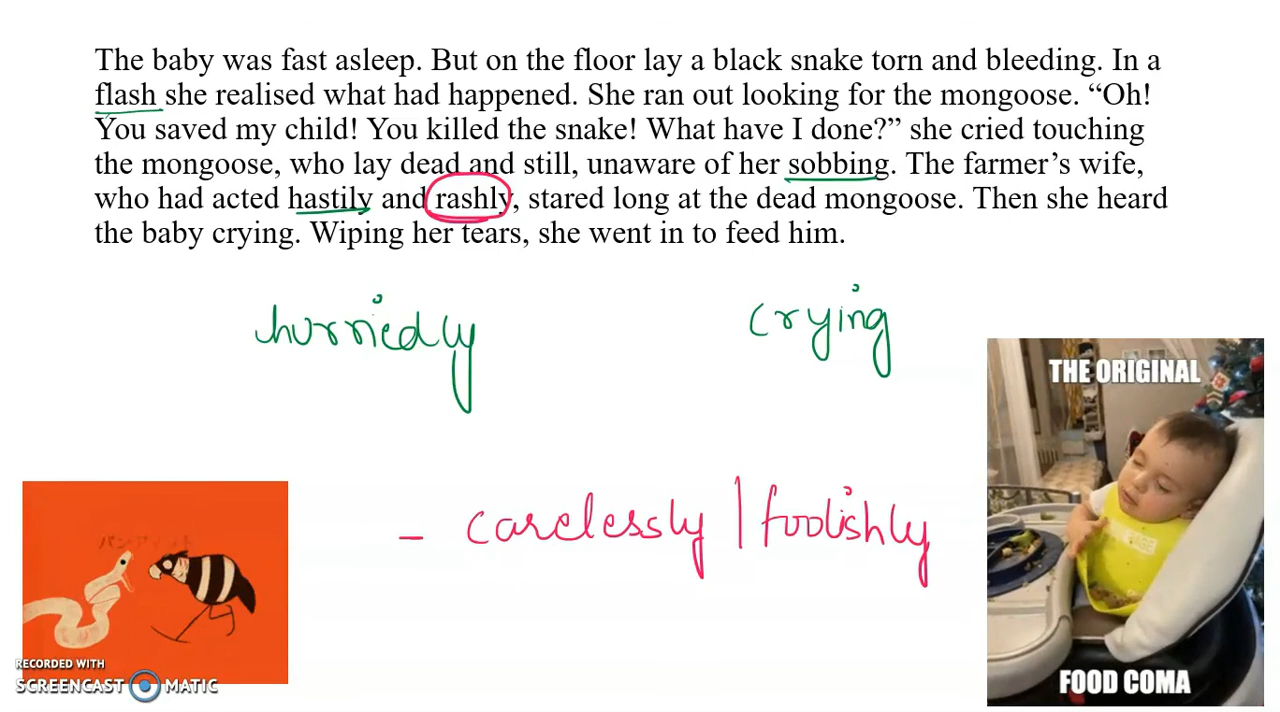 The baby was fast asleep. But on the floor lay a black snake torn and bleeding. In a
flash she realised what had happened. She ran out looking for the mongoose. “Oh!
You saved my child! You killed the snake! What have I done?” she cried touching
the mongoose, who lay dead and still, unaware of her sobbing. The farmer’s wife,
who had acted hastily and rashly, stared long at the dead mongoose. Then she heard
the baby crying. Wiping her tears, she went in to feed him.
hurriedly
crying
THE ORIGINAL
- carelessly | foolishly
RECORDED WITH
SCREENCAST MATIC
FOOD COMA